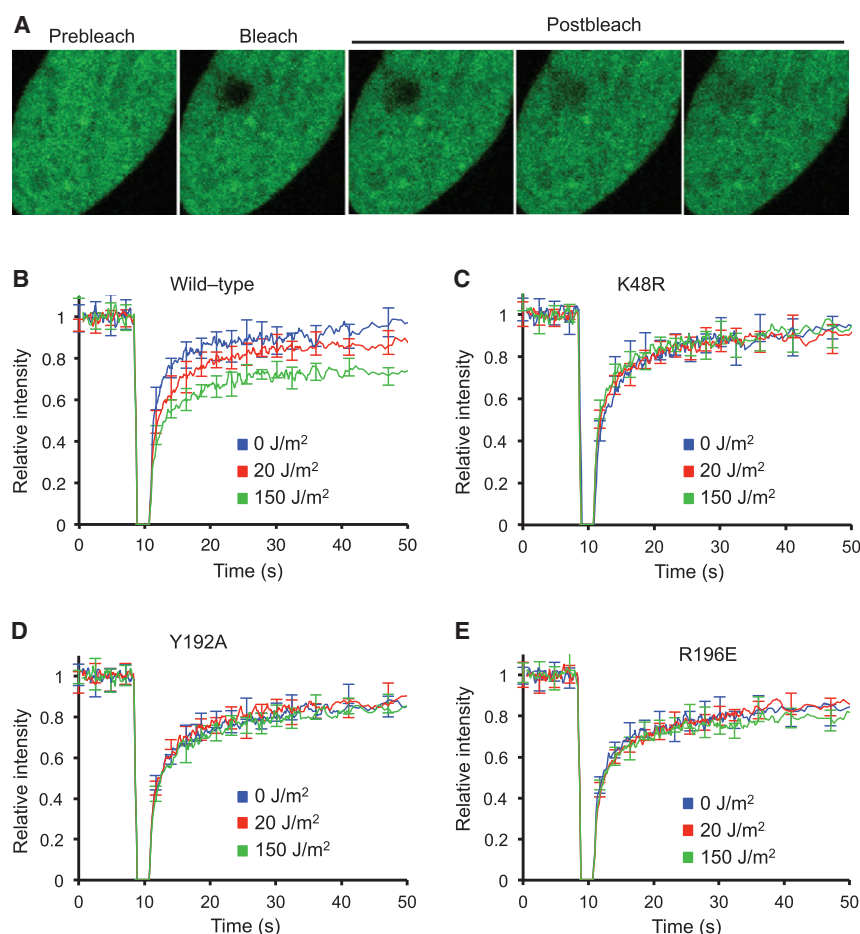 A
Prebleach
Bleach
Postbleach
B
Wild–type
Relative intensity
1
0.8
0.6
0.4
0.2
0
0 J/m²
20 J/m²
150 J/m²
0 10 20 30 40 50
Time (s)
C
K48R
Relative intensity
1
0.8
0.6
0.4
0.2
0
0 J/m²
20 J/m²
150 J/m²
0 10 20 30 40 50
Time (s)
D
Y192A
Relative intensity
1
0.8
0.6
0.4
0.2
0
0 J/m²
20 J/m²
150 J/m²
0 10 20 30 40 50
Time (s)
E
R196E
Relative intensity
1
0.8
0.6
0.4
0.2
0
0 J/m²
20 J/m²
150 J/m²
0 10 20 30 40 50
Time (s)